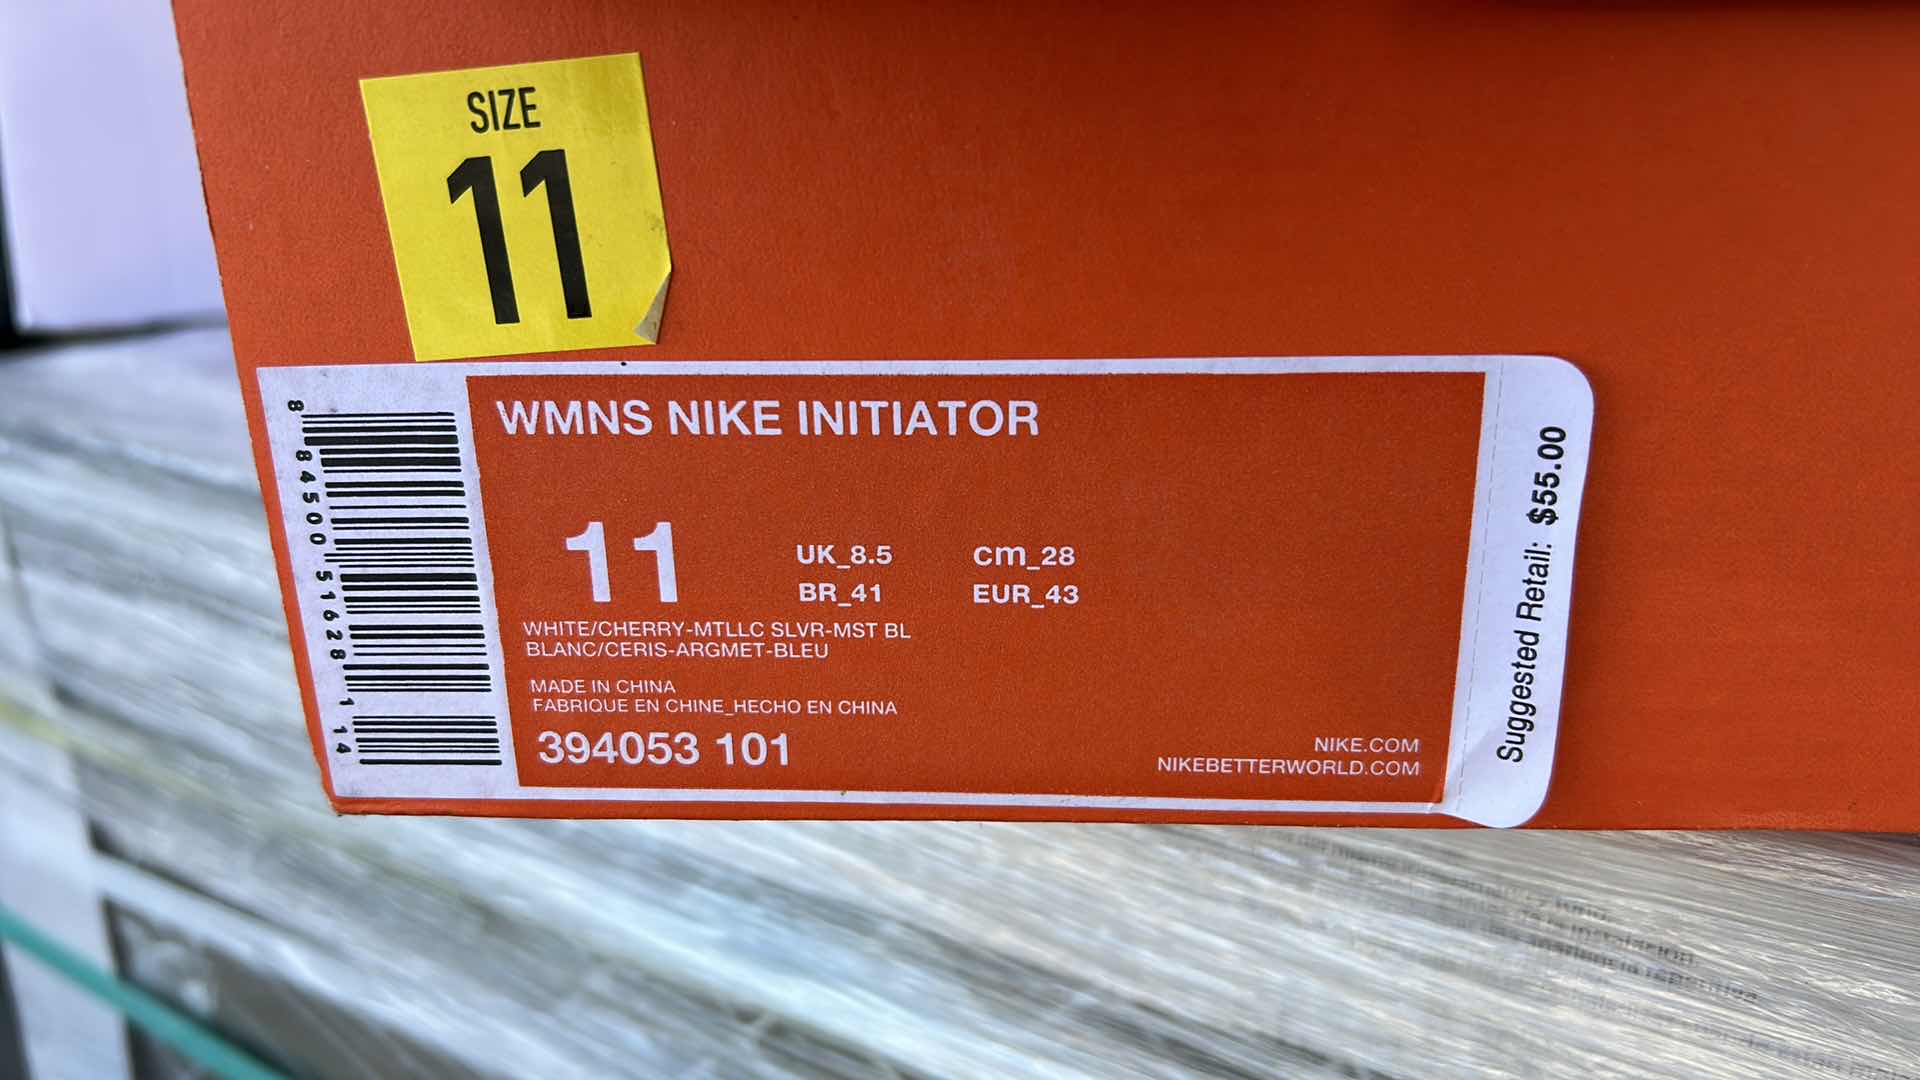 SIZE
11
8 84500 51628 1 14
WMNS NIKE INITIATOR
11
UK_8.5 cm_28
BR_41 EUR_43
WHITE/CHERRY-MTLLC SLVR-MST BL
BLANC/CERIS-ARGMET-BLEU
MADE IN CHINA
FABRIQUE EN CHINE_HECHO EN CHINA
394053 101
NIKE.COM
NIKEBETTERWORLD.COM
Suggested Retail: $55.00